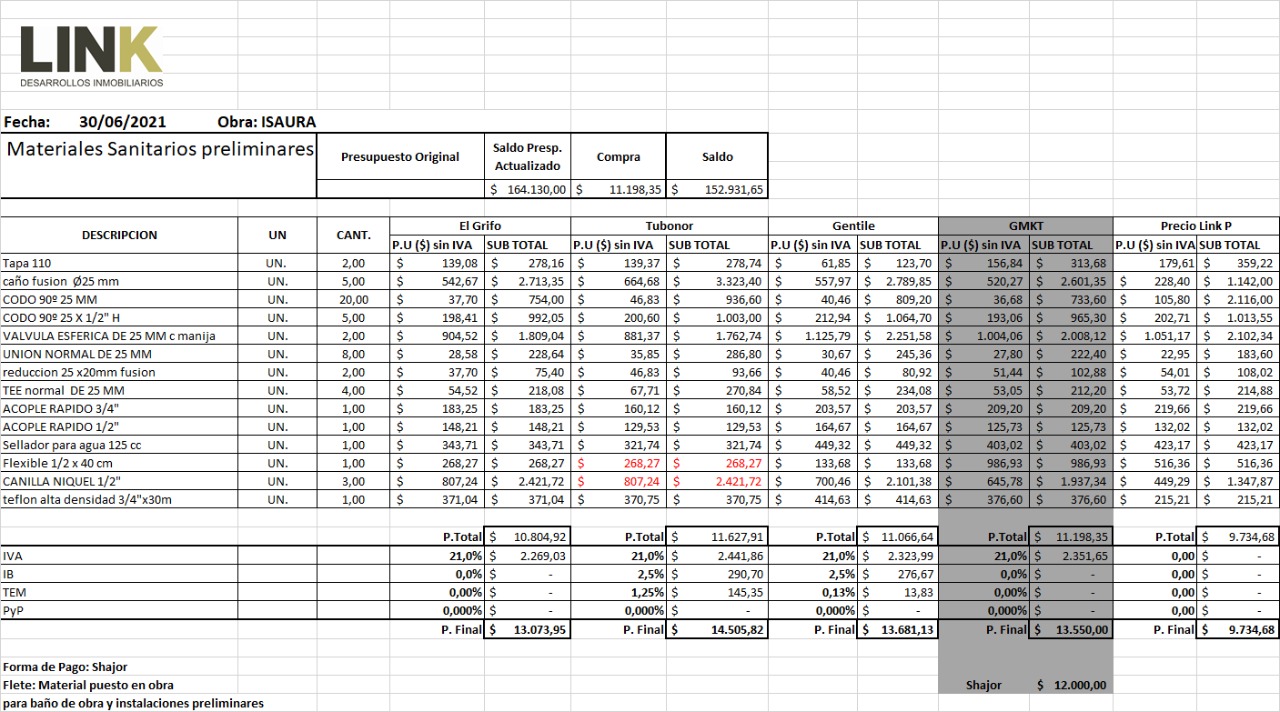 LINK
DESARROLLOS INMOBILIARIOS
Fecha: 30/06/2021 Obra: ISAURA
Materiales Sanitarios preliminares Presupuesto Original Saldo Presp. Actualizado Compra Saldo
$ 164.130,00 $ 11.198,35 $ 152.931,65
El Grifo Tubonor Gentile GMKT Precio Link P
DESCRIPCION UN CANT. P.U ($) sin IVA SUB TOTAL P.U ($) sin IVA SUB TOTAL P.U ($) sin IVA SUB TOTAL P.U ($) sin IVA SUB TOTAL P.U ($) sin IVA SUB TOTAL
Tapa 110 UN. 2,00 $ 139,08 $ 278,16 $ 139,37 $ 278,74 $ 61,85 $ 123,70 $ 156,84 $ 313,68 179,61 $ 359,22
caño fusion Ø25 mm UN. 5,00 $ 542,67 $ 2.713,35 $ 664,68 $ 3.323,40 $ 557,97 $ 2.789,85 $ 520,27 $ 2.601,35 $ 228,40 $ 1.142,00
CODO 90º 25 MM UN. 20,00 $ 37,70 $ 754,00 $ 46,83 $ 936,60 $ 40,46 $ 809,20 $ 36,68 $ 733,60 $ 105,80 $ 2.116,00
CODO 90º 25 X 1/2" H UN. 5,00 $ 198,41 $ 992,05 $ 200,60 $ 1.003,00 $ 212,94 $ 1.064,70 $ 193,06 $ 965,30 $ 202,71 $ 1.013,55
VALVULA ESFERICA DE 25 MM c manija UN. 2,00 $ 904,52 $ 1.809,04 $ 881,37 $ 1.762,74 $ 1.125,79 $ 2.251,58 $ 1.004,06 $ 2.008,12 $ 1.051,17 $ 2.102,34
UNION NORMAL DE 25 MM UN. 8,00 $ 28,58 $ 228,64 $ 35,85 $ 286,80 $ 30,67 $ 245,36 $ 27,80 $ 222,40 $ 22,95 $ 183,60
reduccion 25 x20mm fusion UN. 2,00 $ 37,70 $ 75,40 $ 46,83 $ 93,66 $ 40,46 $ 80,92 $ 51,44 $ 102,88 $ 54,01 $ 108,02
TEE normal DE 25 MM UN. 4,00 $ 54,52 $ 218,08 $ 67,71 $ 270,84 $ 58,52 $ 234,08 $ 53,05 $ 212,20 $ 53,72 $ 214,88
ACOPLE RAPIDO 3/4" UN. 1,00 $ 183,25 $ 183,25 $ 160,12 $ 160,12 $ 203,57 $ 203,57 $ 209,20 $ 209,20 $ 219,66 $ 219,66
ACOPLE RAPIDO 1/2" UN. 1,00 $ 148,21 $ 148,21 $ 129,53 $ 129,53 $ 164,67 $ 164,67 $ 125,73 $ 125,73 $ 132,02 $ 132,02
Sellador para agua 125 cc UN. 1,00 $ 343,71 $ 343,71 $ 321,74 $ 321,74 $ 449,32 $ 449,32 $ 403,02 $ 403,02 $ 423,17 $ 423,17
Flexible 1/2 x 40 cm UN. 1,00 $ 268,27 $ 268,27 $ 268,27 $ 268,27 $ 133,68 $ 133,68 $ 986,93 $ 986,93 $ 516,36 $ 516,36
CANILLA NIQUEL 1/2" UN. 3,00 $ 807,24 $ 2.421,72 $ 807,24 $ 2.421,72 $ 700,46 $ 2.101,38 $ 645,78 $ 1.937,34 $ 449,29 $ 1.347,87
teflon alta densidad 3/4"x30m UN. 1,00 $ 371,04 $ 371,04 $ 370,75 $ 370,75 $ 414,63 $ 414,63 $ 376,60 $ 376,60 $ 215,21 $ 215,21
P.Total $ 10.804,92 P.Total $ 11.627,91 P.Total $ 11.066,64 P.Total $ 11.198,35 P.Total $ 9.734,68
IVA 21,0% $ 2.269,03 21,0% $ 2.441,86 21,0% $ 2.323,99 21,0% $ 2.351,65 0,00 $ -
IB 0,0% $ - 2,5% $ 290,70 2,5% $ 276,67 0,0% $ - 0,00 $ -
TEM 0,00% $ - 1,25% $ 145,35 0,13% $ 13,83 0,00% $ - 0,00 $ -
PyP 0,000% $ - 0,000% $ - 0,000% $ - 0,000% $ - 0,00 $ -
P. Final $ 13.073,95 P. Final $ 14.505,82 P. Final $ 13.681,13 P. Final $ 13.550,00 P. Final $ 9.734,68
Forma de Pago: Shajor
Flete: Material puesto en obra Shajor $ 12.000,00
para baño de obra y instalaciones preliminares